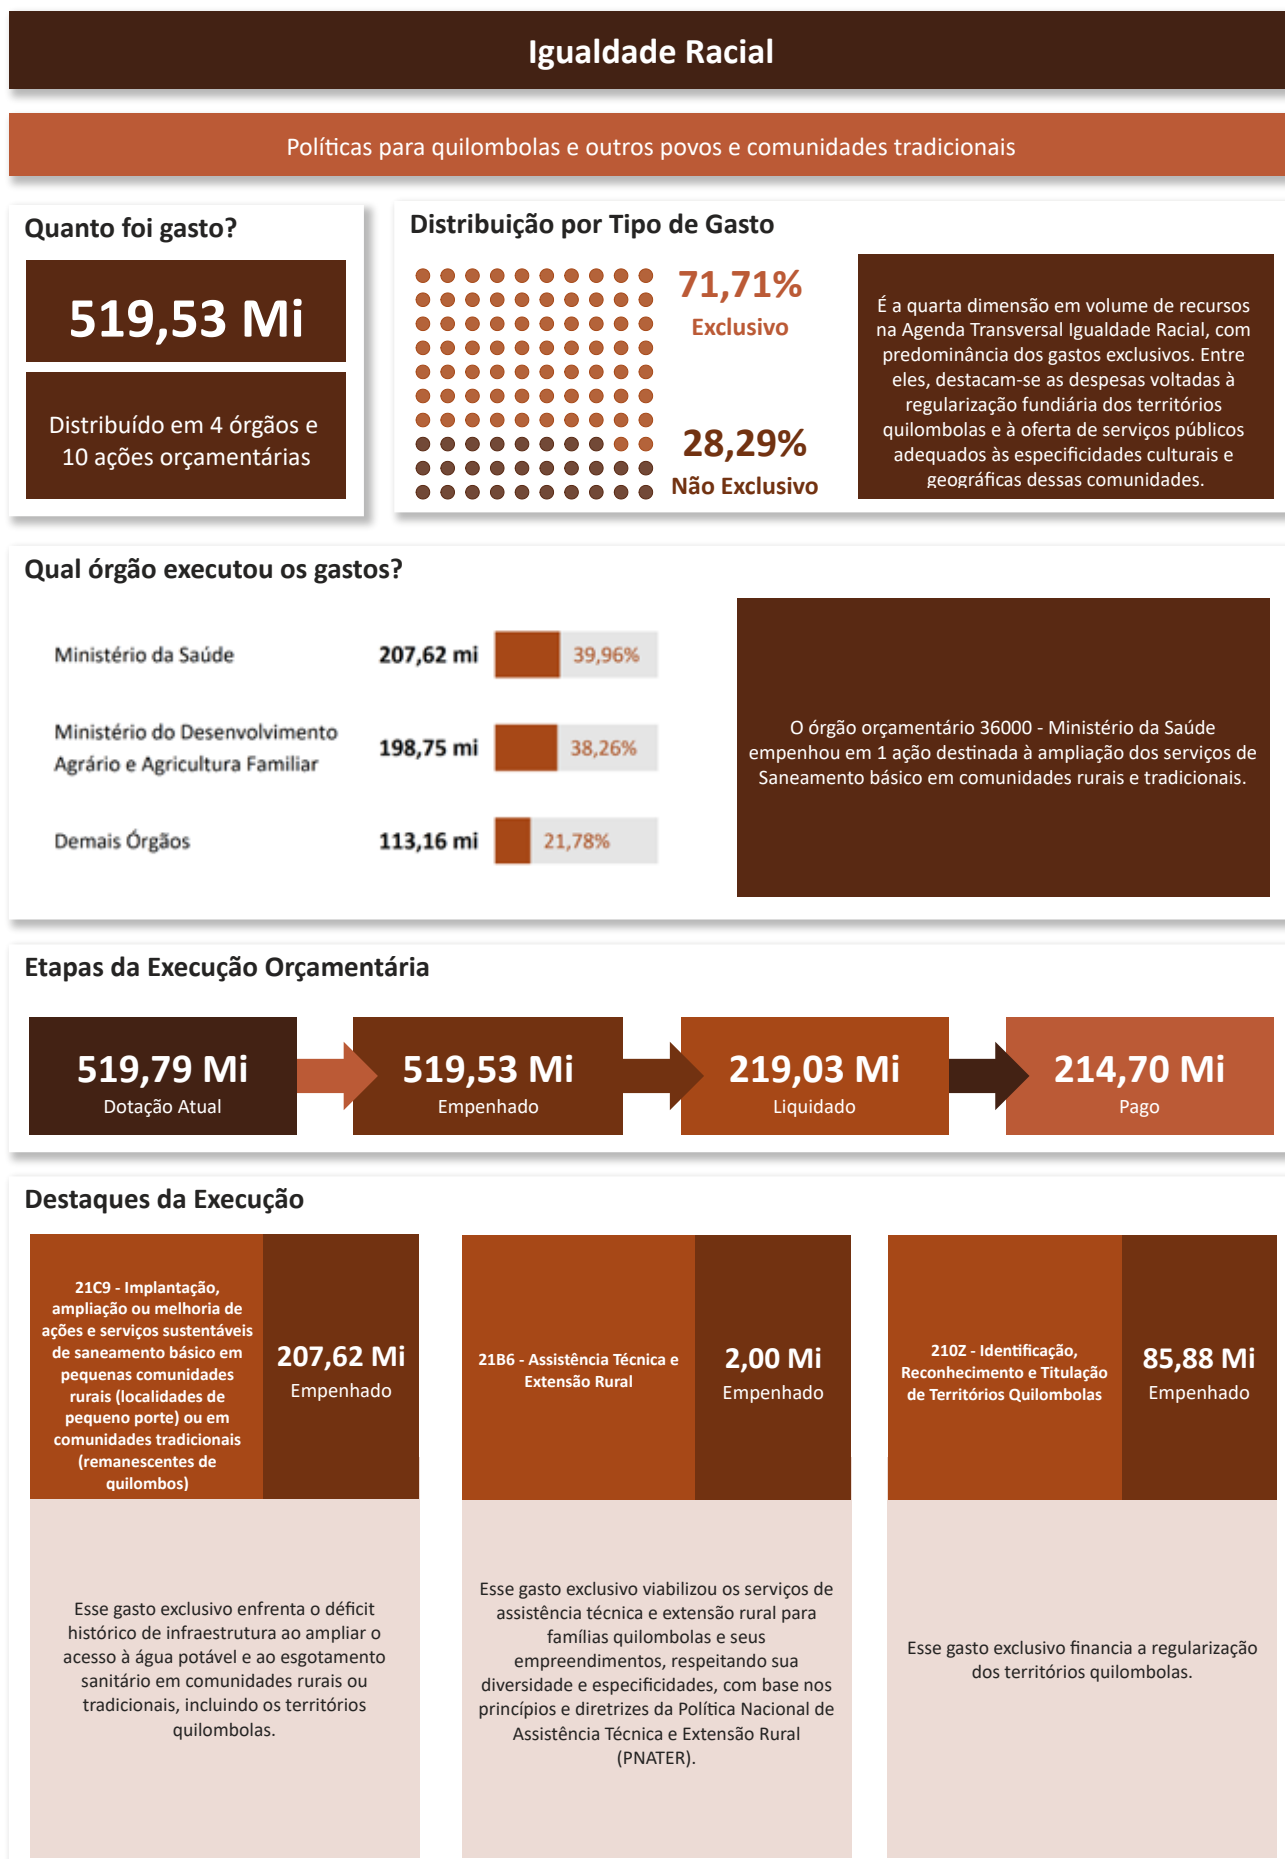 Igualdade Racial
Políticas para quilombolas e outros povos e comunidades tradicionais
Quanto foi gasto?
519,53 Mi
Distribuído em 4 órgãos e
10 ações orçamentárias
Distribuição por Tipo de Gasto
71,71%
Exclusivo
28,29%
Não Exclusivo
É a quarta dimensão em volume de recursos
na Agenda Transversal Igualdade Racial, com
predominância dos gastos exclusivos. Entre
eles, destacam-se as despesas voltadas à
regularização fundiária dos territórios
quilombolas e à oferta de serviços públicos
adequados às especificidades culturais e
geográficas dessas comunidades.
Qual órgão executou os gastos?
Ministério da Saúde
207,62 mi
39,96%
Ministério do Desenvolvimento
Agrário e Agricultura Familiar
198,75 mi
38,26%
Demais Órgãos
113,16 mi
21,78%
O órgão orçamentário 36000 - Ministério da Saúde
empenhou em 1 ação destinada à ampliação dos serviços de
Saneamento básico em comunidades rurais e tradicionais.
Etapas da Execução Orçamentária
519,79 Mi
Dotação Atual
519,53 Mi
Empenhado
219,03 Mi
Liquidado
214,70 Mi
Pago
Destaques da Execução
21C9 - Implantação,
ampliação ou melhoria de
ações e serviços sustentáveis
de saneamento básico em
pequenas comunidades
rurais (localidades de
pequeno porte) ou em
comunidades tradicionais
(remanescentes de
quilombos)
207,62 Mi
Empenhado
Esse gasto exclusivo enfrenta o déficit
histórico de infraestrutura ao ampliar o
acesso à água potável e ao esgotamento
sanitário em comunidades rurais ou
tradicionais, incluindo os territórios
quilombolas.
21B6 - Assistência Técnica e
Extensão Rural
2,00 Mi
Empenhado
Esse gasto exclusivo viabilizou os serviços de
assistência técnica e extensão rural para
famílias quilombolas e seus
empreendimentos, respeitando sua
diversidade e especificidades, com base nos
princípios e diretrizes da Política Nacional de
Assistência Técnica e Extensão Rural
(PNATER).
210Z - Identificação,
Reconhecimento e Titulação
de Territórios Quilombolas
85,88 Mi
Empenhado
Esse gasto exclusivo financia a regularização
dos territórios quilombolas.